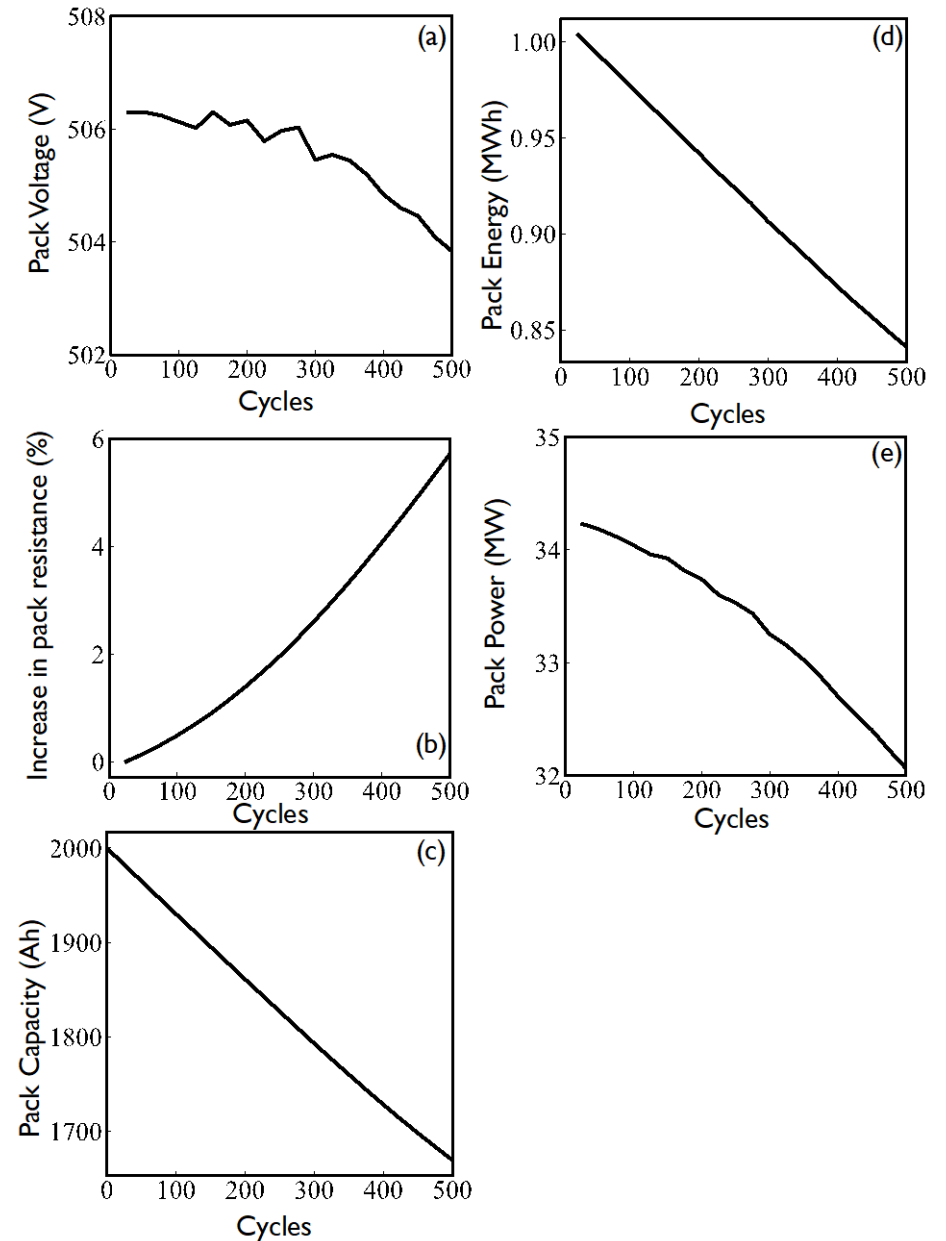 (a)
Pack Voltage (V)
508
506
504
502
0 100 200 300 400 500
Cycles
(d)
Pack Energy (MWh)
1.00
0.95
0.90
0.85
0 100 200 300 400 500
Cycles
Increase in pack resistance (%)
6
4
2
0
(b)
0 100 200 300 400 500
Cycles
(e)
Pack Power (MW)
35
34
33
32
0 100 200 300 400 500
Cycles
(c)
Pack Capacity (Ah)
2000
1900
1800
1700
0 100 200 300 400 500
Cycles